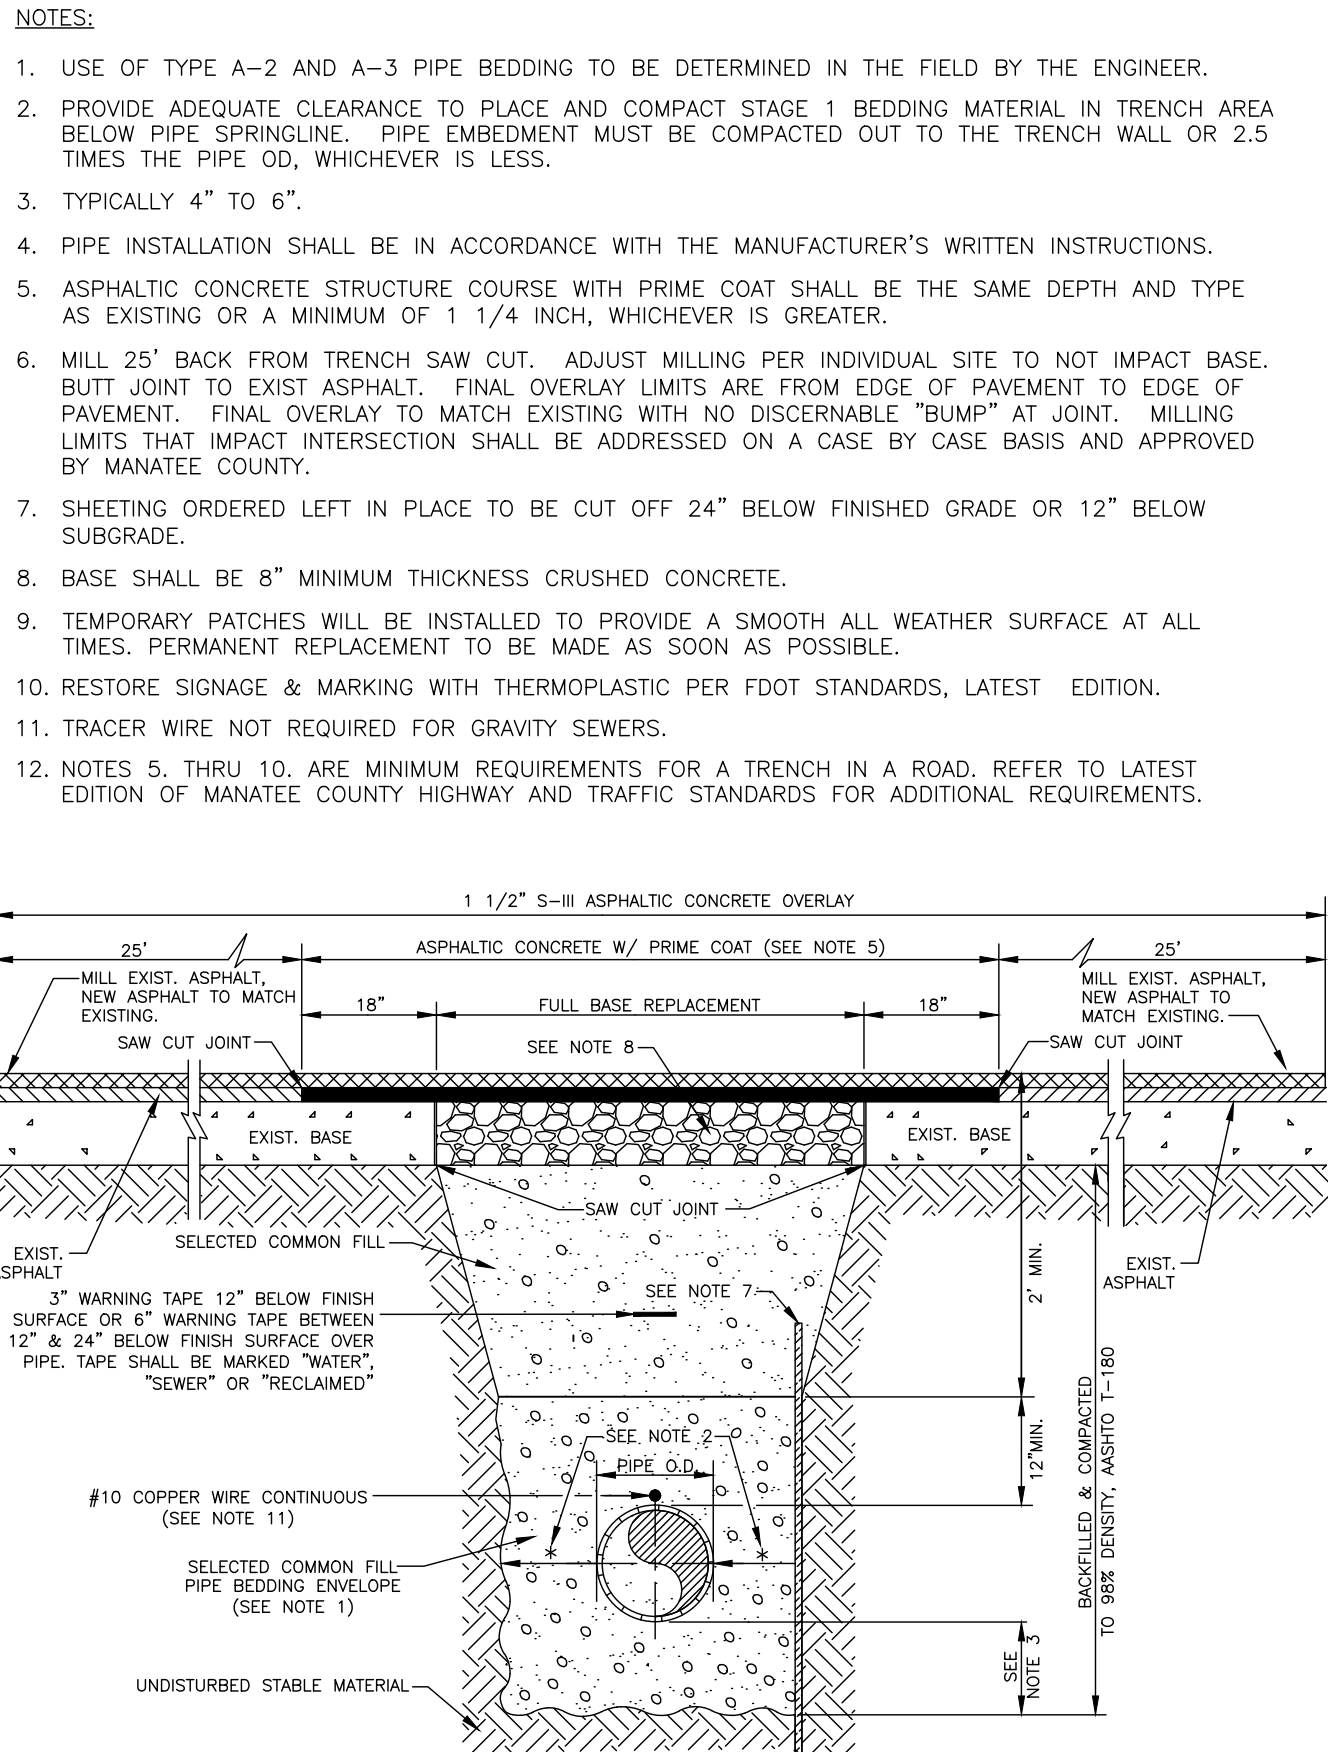 NOTES:
1. USE OF TYPE A-2 AND A-3 PIPE BEDDING TO BE DETERMINED IN THE FIELD BY THE ENGINEER.
2. PROVIDE ADEQUATE CLEARANCE TO PLACE AND COMPACT STAGE 1 BEDDING MATERIAL IN TRENCH AREA
BELOW PIPE SPRINGLINE. PIPE EMBEDMENT MUST BE COMPACTED OUT TO THE TRENCH WALL OR 2.5
TIMES THE PIPE OD, WHICHEVER IS LESS.
3. TYPICALLY 4” TO 6”.
4. PIPE INSTALLATION SHALL BE IN ACCORDANCE WITH THE MANUFACTURER'S WRITTEN INSTRUCTIONS.
5. ASPHALTIC CONCRETE STRUCTURE COURSE WITH PRIME COAT SHALL BE THE SAME DEPTH AND TYPE
AS EXISTING OR A MINIMUM OF 1 1/4 INCH, WHICHEVER IS GREATER.
6. MILL 25' BACK FROM TRENCH SAW CUT. ADJUST MILLING PER INDIVIDUAL SITE TO NOT IMPACT BASE.
BUTT JOINT TO EXIST ASPHALT. FINAL OVERLAY LIMITS ARE FROM EDGE OF PAVEMENT TO EDGE OF
PAVEMENT. FINAL OVERLAY TO MATCH EXISTING WITH NO DISCERNABLE ”BUMP” AT JOINT. MILLING
LIMITS THAT IMPACT INTERSECTION SHALL BE ADDRESSED ON A CASE BY CASE BASIS AND APPROVED
BY MANATEE COUNTY.
7. SHEETING ORDERED LEFT IN PLACE TO BE CUT OFF 24” BELOW FINISHED GRADE OR 12” BELOW
SUBGRADE.
8. BASE SHALL BE 8” MINIMUM THICKNESS CRUSHED CONCRETE.
9. TEMPORARY PATCHES WILL BE INSTALLED TO PROVIDE A SMOOTH ALL WEATHER SURFACE AT ALL
TIMES. PERMANENT REPLACEMENT TO BE MADE AS SOON AS POSSIBLE.
10. RESTORE SIGNAGE & MARKING WITH THERMOPLASTIC PER FDOT STANDARDS, LATEST EDITION.
11. TRACER WIRE NOT REQUIRED FOR GRAVITY SEWERS.
12. NOTES 5. THRU 10. ARE MINIMUM REQUIREMENTS FOR A TRENCH IN A ROAD. REFER TO LATEST
EDITION OF MANATEE COUNTY HIGHWAY AND TRAFFIC STANDARDS FOR ADDITIONAL REQUIREMENTS.
1 1/2” S-III ASPHALTIC CONCRETE OVERLAY
25'
ASPHALTIC CONCRETE W/ PRIME COAT (SEE NOTE 5)
25'
MILL EXIST. ASPHALT,
NEW ASPHALT TO MATCH
EXISTING.
MILL EXIST. ASPHALT,
NEW ASPHALT TO
MATCH EXISTING.
18”
FULL BASE REPLACEMENT
18”
SAW CUT JOINT
SEE NOTE 8
SAW CUT JOINT
EXIST. BASE
EXIST. BASE
SAW CUT JOINT
SELECTED COMMON FILL
EXIST.
ASPHALT
EXIST.
ASPHALT
2' MIN.
3” WARNING TAPE 12” BELOW FINISH
SURFACE OR 6” WARNING TAPE BETWEEN
12” & 24” BELOW FINISH SURFACE OVER
PIPE. TAPE SHALL BE MARKED ”WATER”,
”SEWER” OR ”RECLAIMED”
SEE NOTE 7
SEE NOTE 2
PIPE O.D.
12”MIN.
BACKFILLED & COMPACTED
TO 98% DENSITY, AASHTO T-180
#10 COPPER WIRE CONTINUOUS
(SEE NOTE 11)
* *
SELECTED COMMON FILL
PIPE BEDDING ENVELOPE
(SEE NOTE 1)
SEE
NOTE 3
UNDISTURBED STABLE MATERIAL